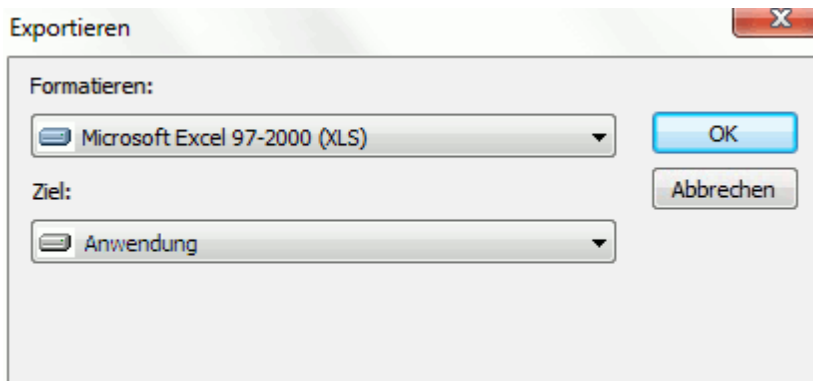 Exportieren
Formatieren:
Microsoft Excel 97-2000 (XLS)
OK
Ziel:
Abbrechen
Anwendung